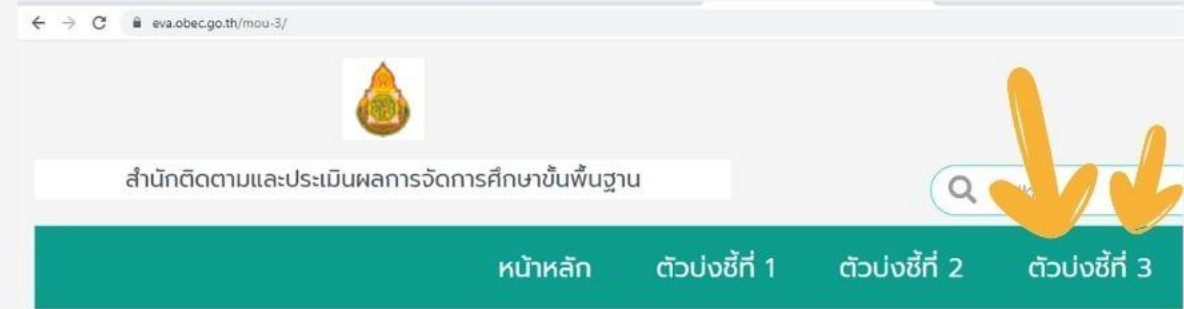 eva.obec.go.th/mou-3/
สำนักติดตามและประเมินผลการจัดการศึกษาขั้นพื้นฐาน
หน้าหลัก ตัวบ่งชี้ที่ 1 ตัวบ่งชี้ที่ 2 ตัวบ่งชี้ที่ 3